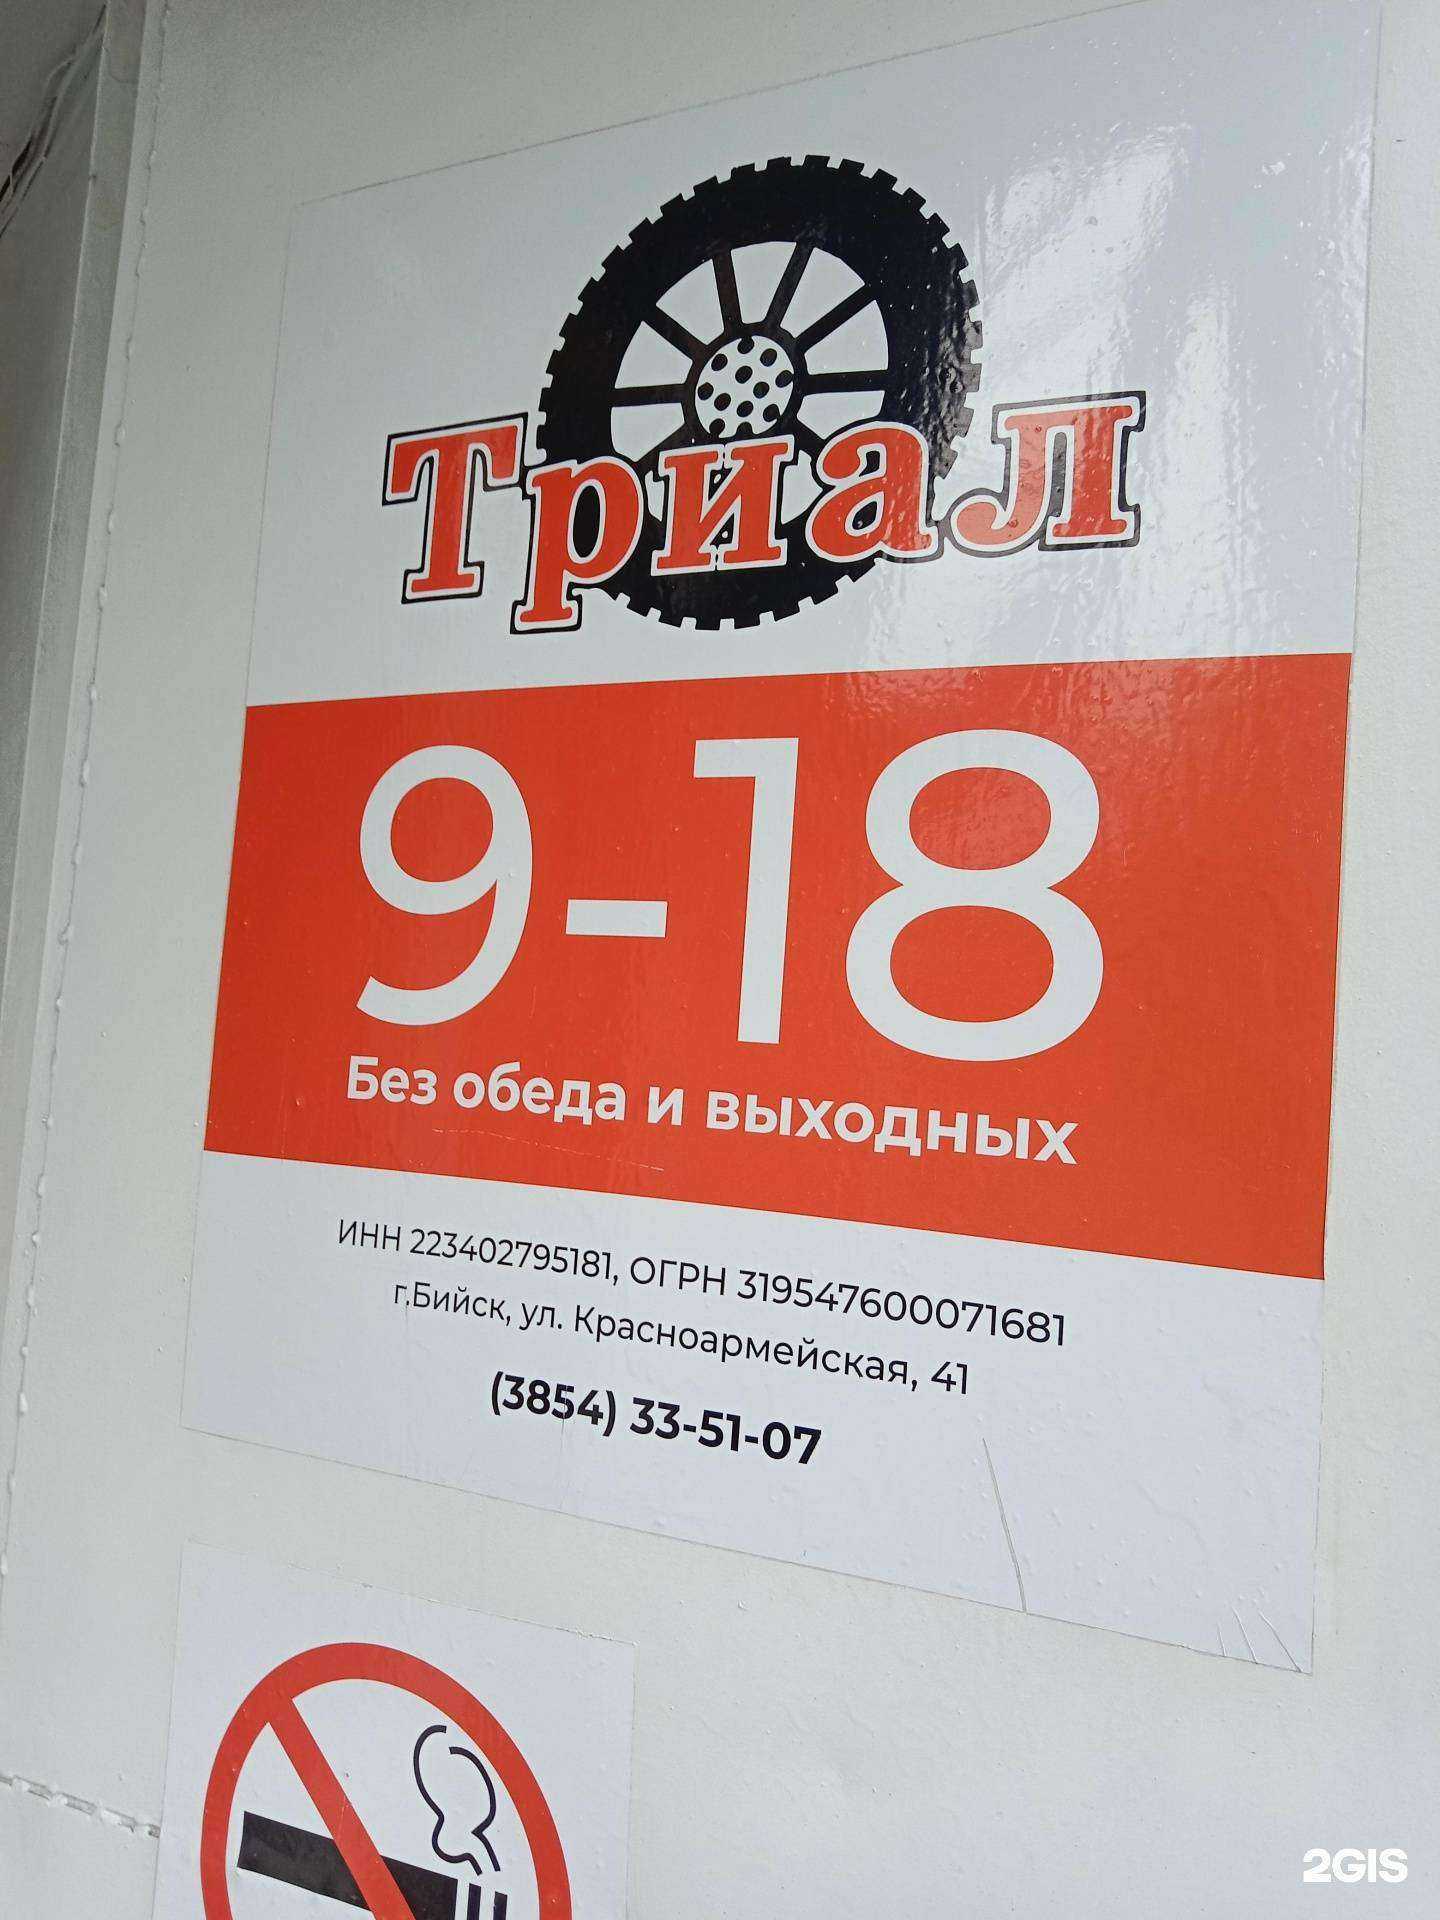 Триал
9-18
Без обеда и выходных
ИНН 223402795181, ОГРН 319547600071681
г.Бийск, ул. Красноармейская, 41
(3854) 33-51-07
2GIS